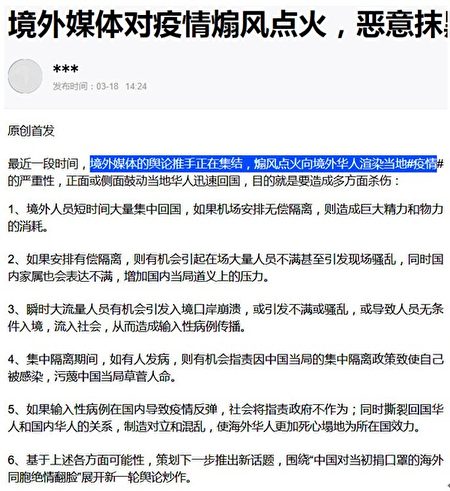 境外媒体对疫情煽风点火，恶意抹
***
发布时间：03-18 14:24
原创首发
最近一段时间，境外媒体的舆论推手正在集结，煽风点火向境外华人渲染当地#疫情#
的严重性，正面或侧面鼓动当地华人迅速回国，目的就是要造成多方面杀伤：
1、境外人员短时间大量集中回国，如果机场安排无偿隔离，则造成巨大精力和物力
的消耗。
2、如果安排有偿隔离，则有机会引起在场大量人员不满甚至引发现场骚乱，同时国
内家属也会表达不满，增加国内当局道义上的压力。
3、瞬时大流量人员有机会引发入境口岸崩溃，或引发不满或骚乱，或导致人员无条
件入境，流入社会，从而造成输入性病例传播。
4、集中隔离期间，如有人发病，则有机会指责因中国当局的集中隔离政策致使自己
被感染，污蔑中国当局草菅人命。
5、如果输入性病例在国内导致疫情反弹，社会将指责政府不作为；同时撕裂回国华
人和国内华人的关系，制造对立和混乱，使海外华人更加死心塌地为所在国效力。
6、基于上述各方面可能性，策划下一步推出新话题，围绕“中国对当初捐口罩的海外
同胞绝情翻脸”展开新一轮舆论炒作。